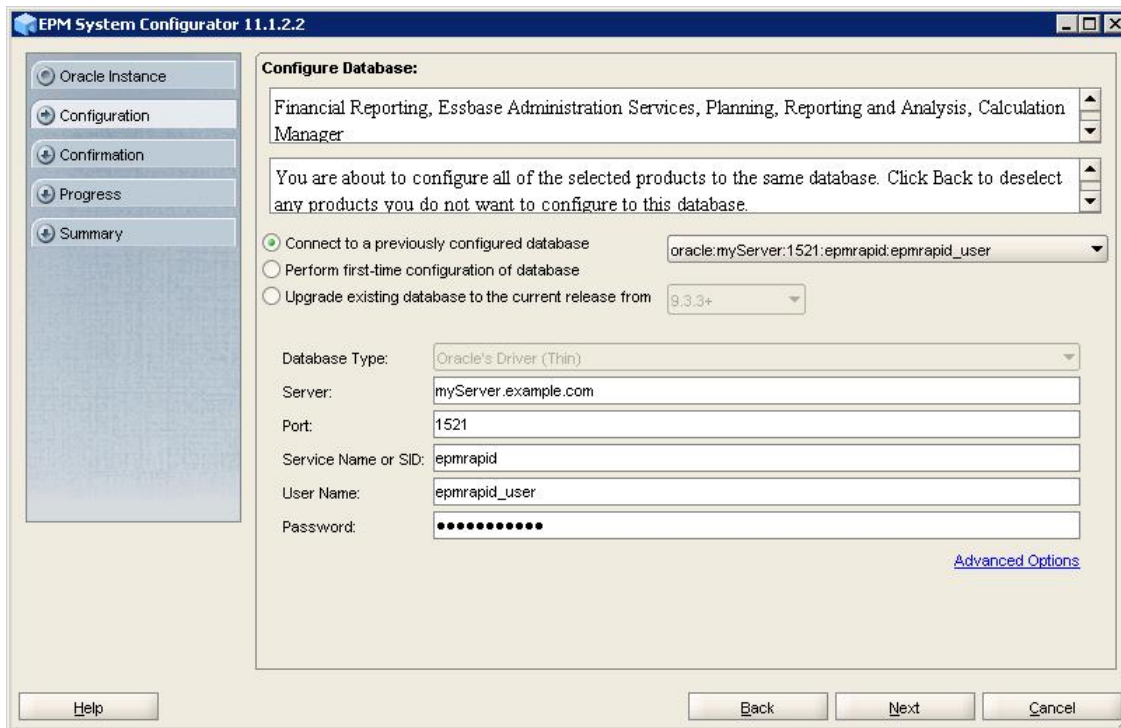 EPM System Configurator 11.1.2.2
Oracle Instance
Configuration
Confirmation
Progress
Summary
Configure Database:
Financial Reporting, Essbase Administration Services, Planning, Reporting and Analysis, Calculation
Manager
You are about to configure all of the selected products to the same database. Click Back to deselect
any products you do not want to configure to this database.
Connect to a previously configured database oracle:myServer:1521:epmrapid:epmrapid_user
Perform first-time configuration of database
Upgrade existing database to the current release from 9.3.3+
Database Type: Oracle's Driver (Thin)
Server: myServer.example.com
Port: 1521
Service Name or SID: epmrapid
User Name: epmrapid_user
Password: •••••••••••
Advanced Options
Help Back Next Cancel